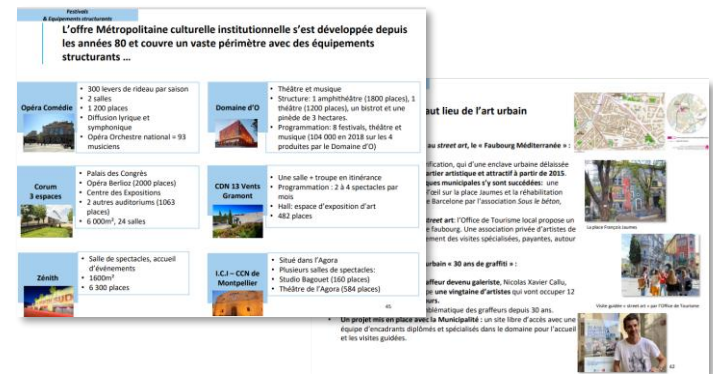 Festivals
& Equipements structurants
L'offre Métropolitaine culturelle institutionnelle s'est développée depuis
les années 80 et couvre un vaste périmètre avec des équipements
structurants …
Opéra Comédie
• 300 levers de rideau par saison
• 2 salles
• 1 200 places
• Diffusion lyrique et
symphonique
• Opéra Orchestre national = 93
musiciens
Domaine d'O
• Théâtre et musique
• Structure: 1 amphithéâtre (1800 places), 1
théâtre (1200 places), un bistrot et une
pinède de 3 hectares.
• Programmation: 8 festivals, théâtre et
musique (104 000 en 2018 sur les 4
produites par le Domaine d'O)
Corum
3 espaces
• Palais des Congrès
• Opéra Berlioz (2000 places)
• Centre des Expositions
• 2 autres auditoriums (1063
places)
• 6 000m², 24 salles
CDN 13 Vents
Gramont
• Une salle + troupe en itinérance
• Programmation : 2 à 4 spectacles par
mois
• Hall: espace d'exposition d'art
• 482 places
Zénith
• Salle de spectacles, accueil
d'événements
• 1600m²
• 6 300 places
I.C.I – CCN de
Montpellier
• Situé dans l'Agora
• Plusieurs salles de spectacles:
• Studio Bagouet (160 places)
• Théâtre de l'Agora (584 places)
41
aut lieu de l'art urbain
au street art, le « Faubourg Méditerranée » :
rtification, qui d'une enclave urbaine délaissée
artier artistique et attractif à partir de 2015.
ques municipales s'y sont succédées: une
l'œil sur la place Jaumes et la réhabilitation
e Barcelone par l'association Sous le béton,
treet art: l'Office de Tourisme local propose un
e faubourg. Une association privée d'artistes de
ement des visites spécialisées, payantes, autour
urbain « 30 ans de graffiti » :
affeur devenu galeriste, Nicolas Xavier Callu,
pe une vingtaine d'artistes qui vont occuper 12
urs.
blématique des graffeurs depuis 30 ans.
• Un projet mis en place avec la Municipalité : un site libre d'accès avec une
équipe d'encadrants diplômés et spécialisés dans le domaine pour l'accueil
et les visites guidées.
La place François Jaumes
Visite guidée « street art » par l'Office de Tourisme
42